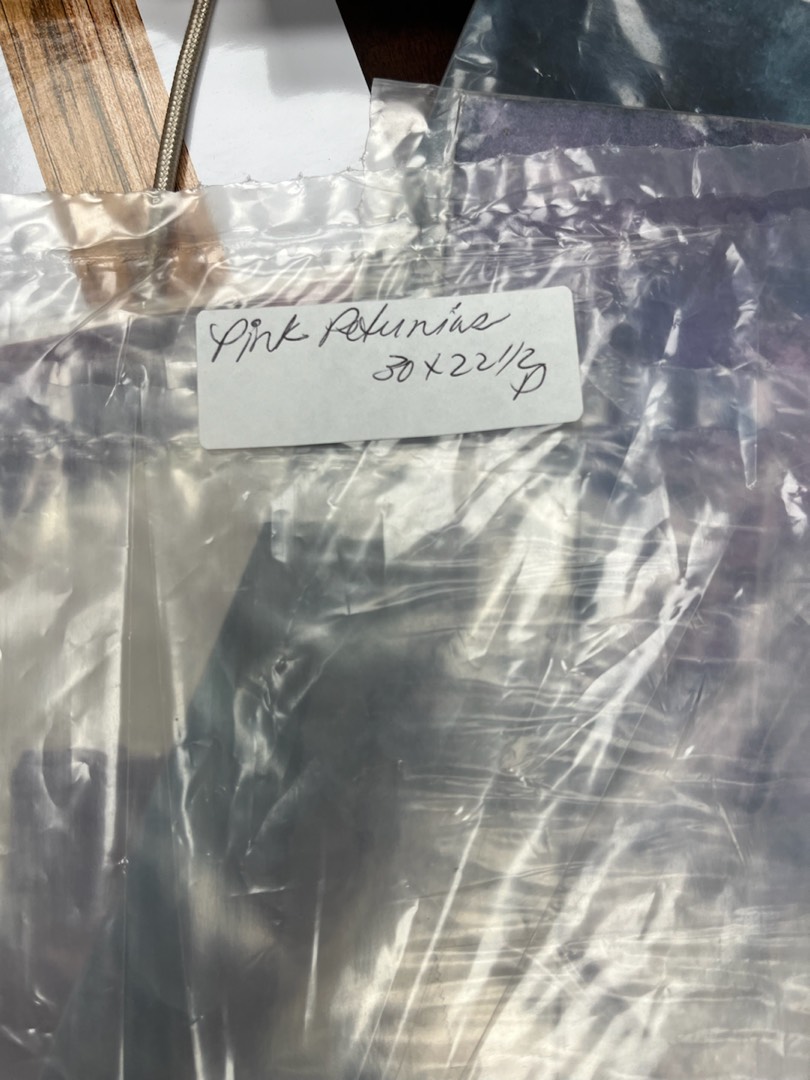 Pink Petunias
30 x 22 1/2
P